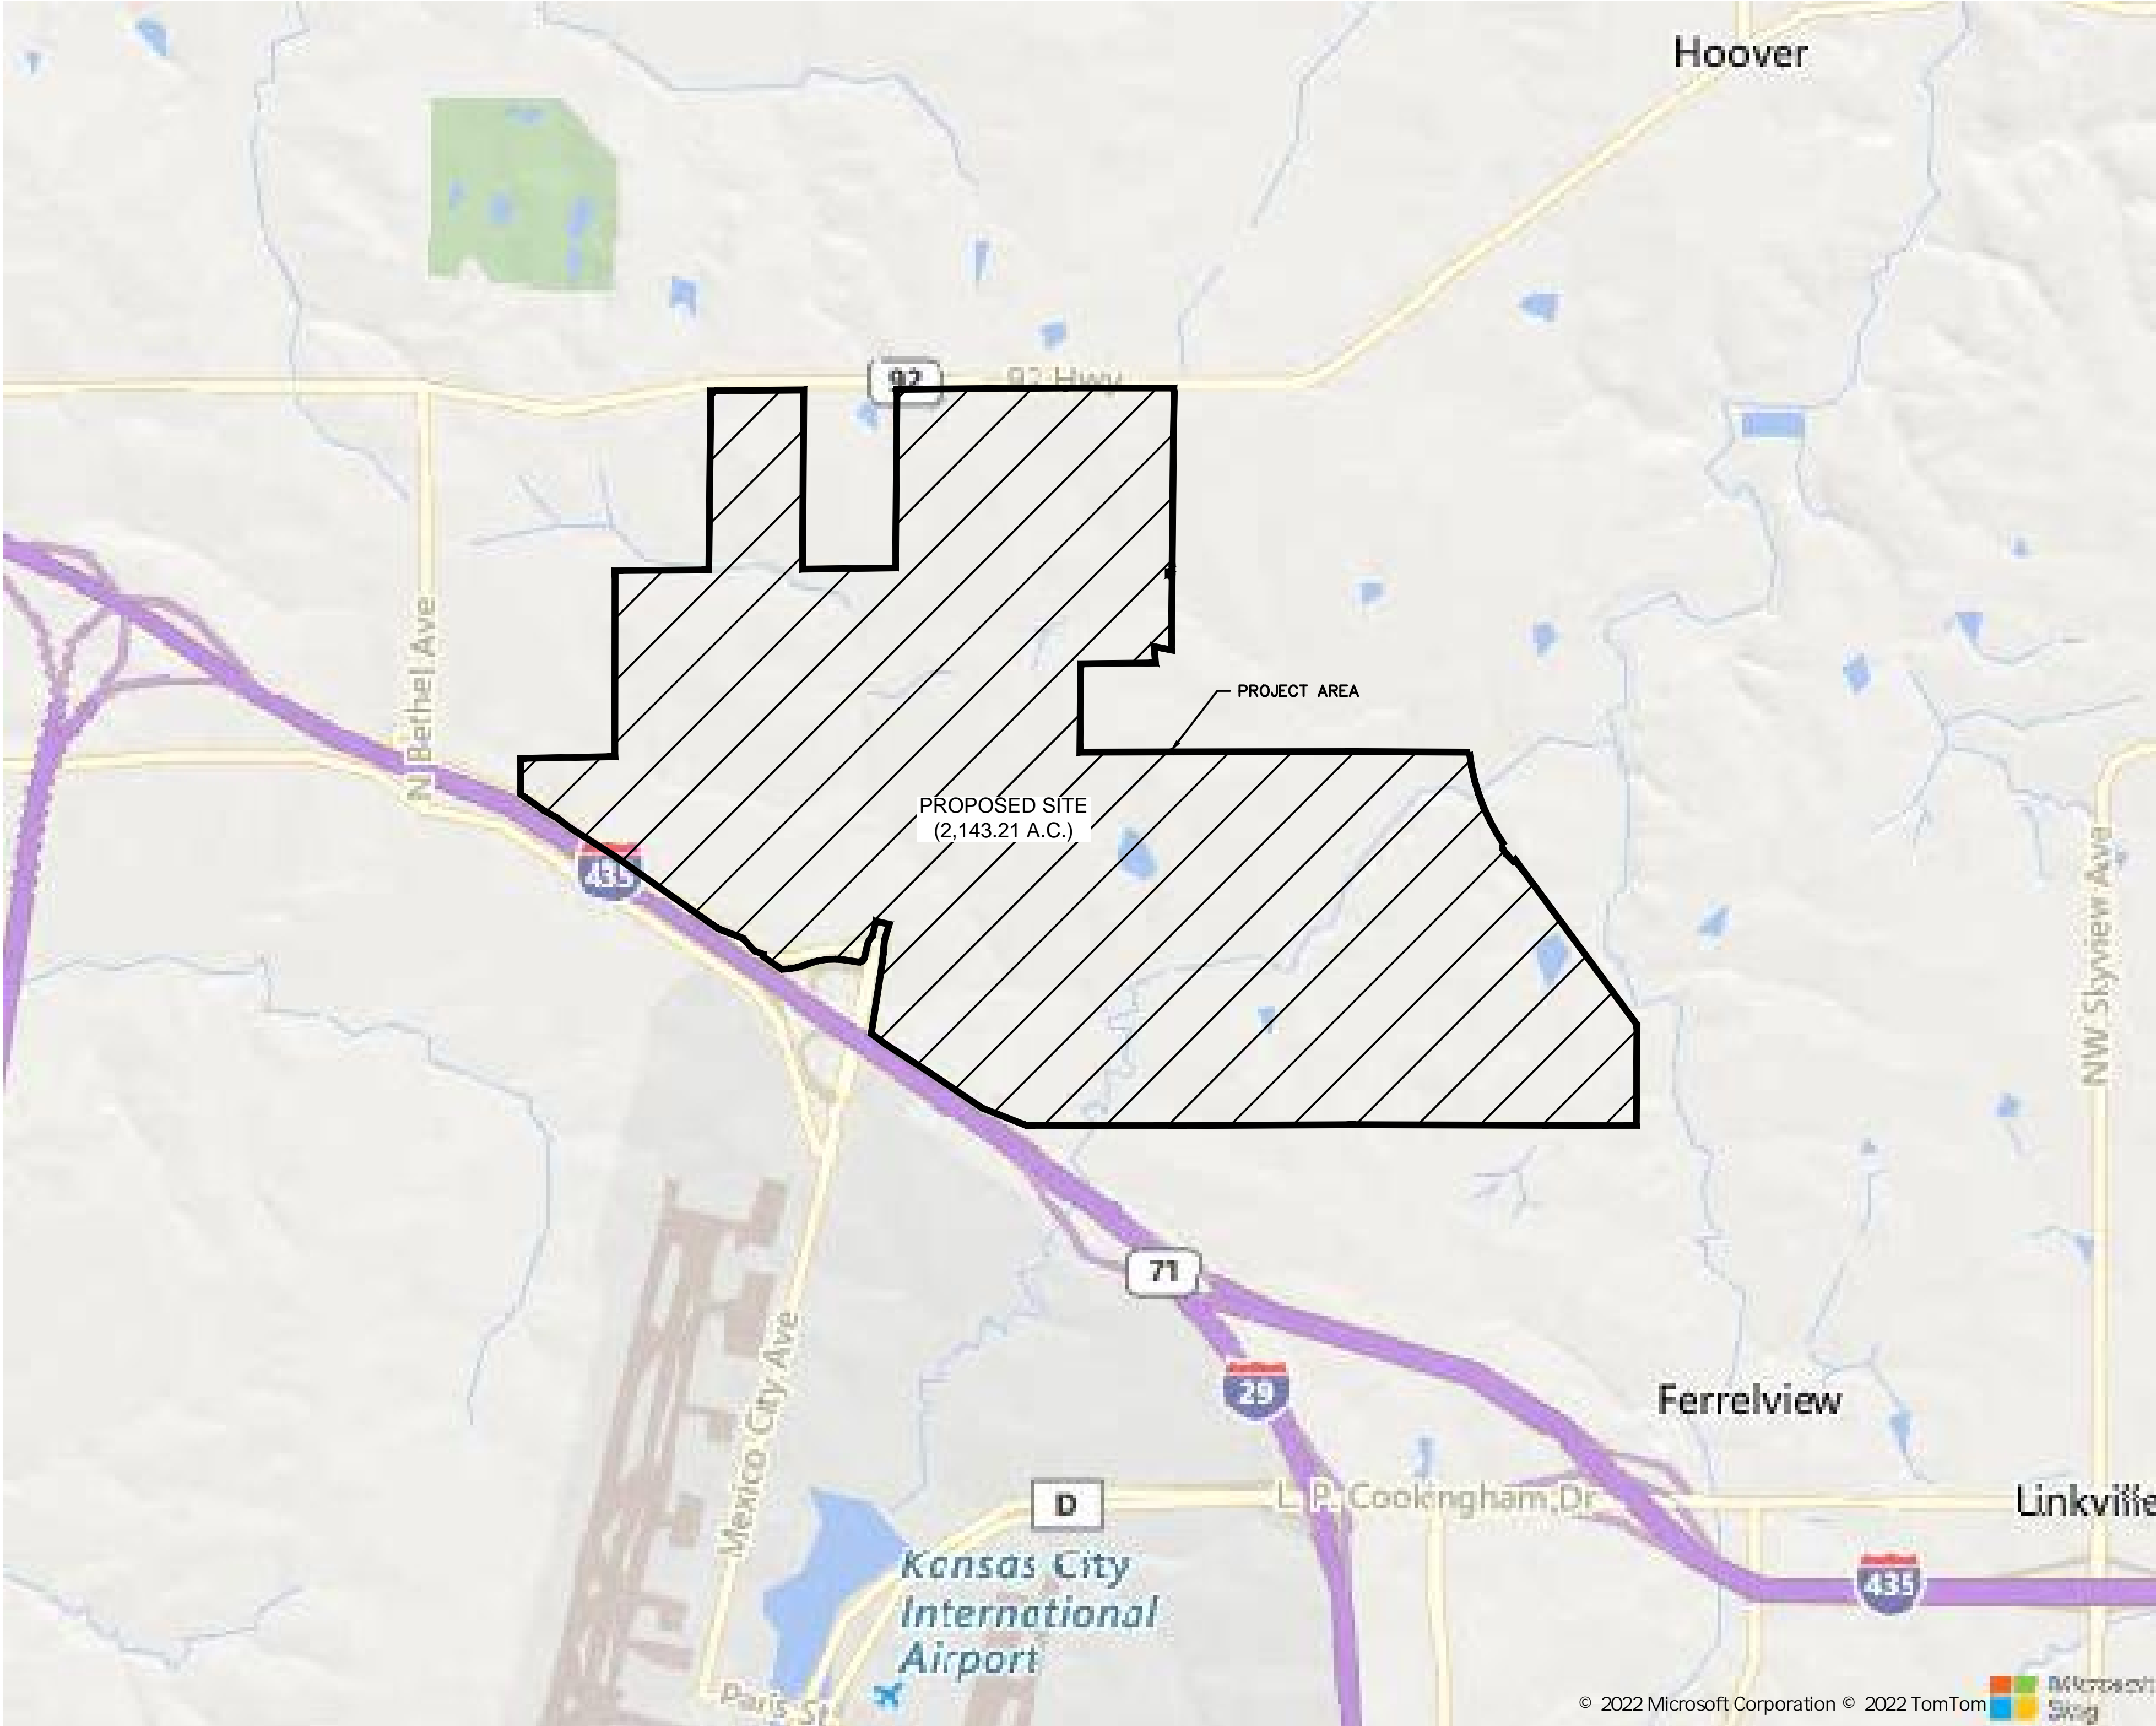 Hoover
92
92 Hwy
N Bethel Ave
PROJECT AREA
PROPOSED SITE
(2,143.21 A.C.)
435
NW Skyview Ave
71
29
Ferrelview
Mexico City Ave
D
L. P. Cookingham Dr
Linkville
Kansas City
International
Airport
435
Paris St
© 2022 Microsoft Corporation © 2022 TomTom
Microsoft
Bing